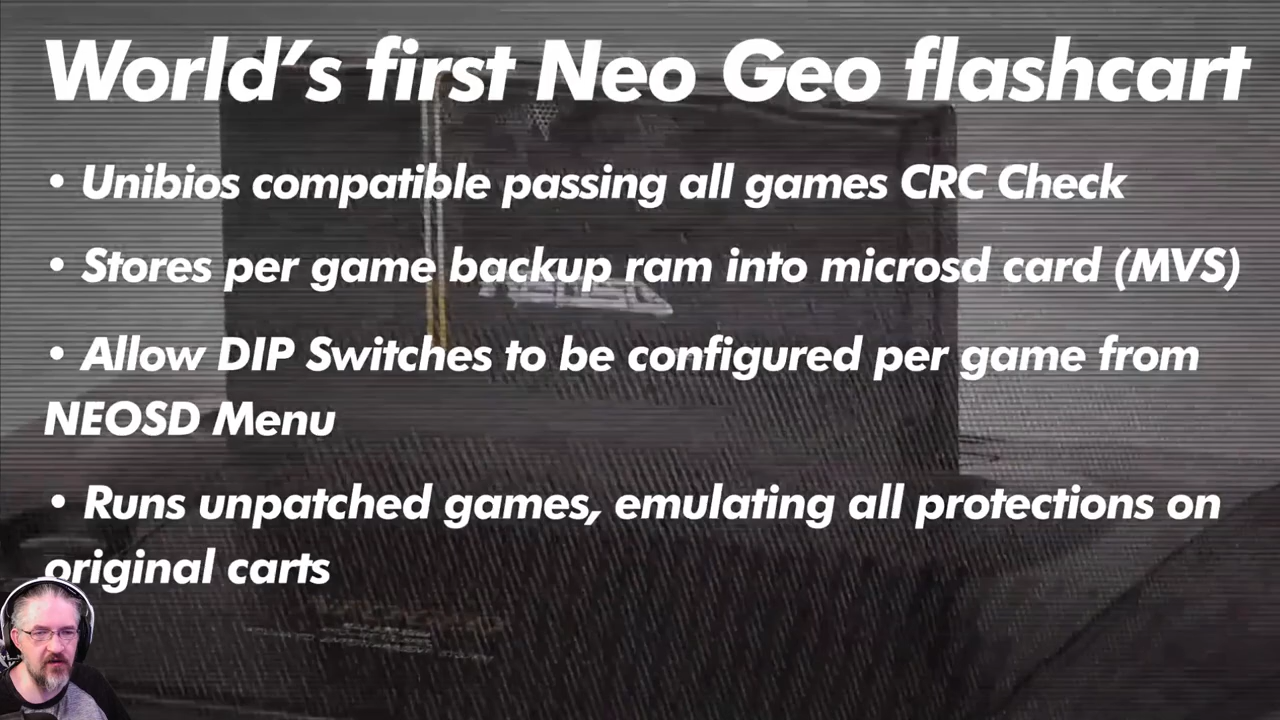 World's first Neo Geo flashcart
• Unibios compatible passing all games CRC Check
• Stores per game backup ram into microsd card (MVS)
• Allow DIP Switches to be configured per game from
NEOSD Menu
• Runs unpatched games, emulating all protections on
original carts